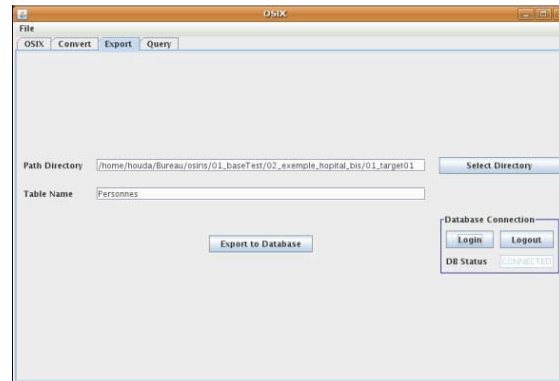 OSIX
File
OSIX Convert Export Query
Path Directory /home/houda/Bureau/osiris/01_baseTest/02_exemple_hopital_bis/01_target01 Select Directory
Table Name Personnes
Database Connection
Export to Database Login Logout
DB Status CONNECTED